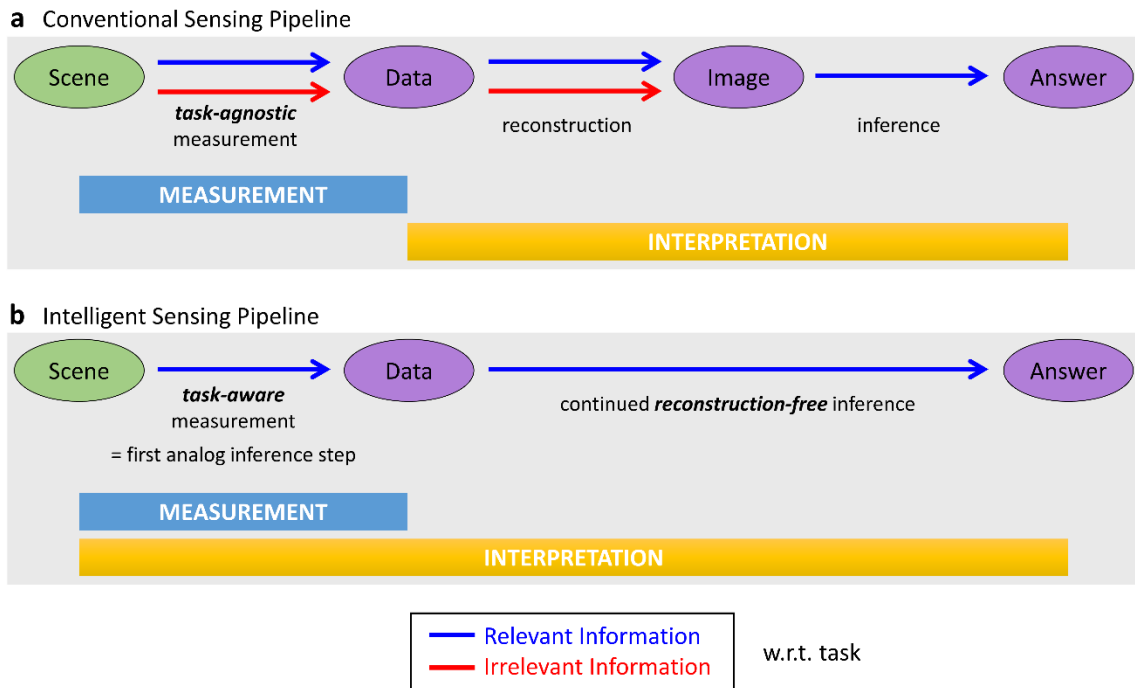 a Conventional Sensing Pipeline
Scene
Data
Image
Answer
task-agnostic
measurement
reconstruction
inference
MEASUREMENT
INTERPRETATION
b Intelligent Sensing Pipeline
Scene
Data
Answer
task-aware
measurement
= first analog inference step
continued reconstruction-free inference
MEASUREMENT
INTERPRETATION
Relevant Information
Irrelevant Information
w.r.t. task